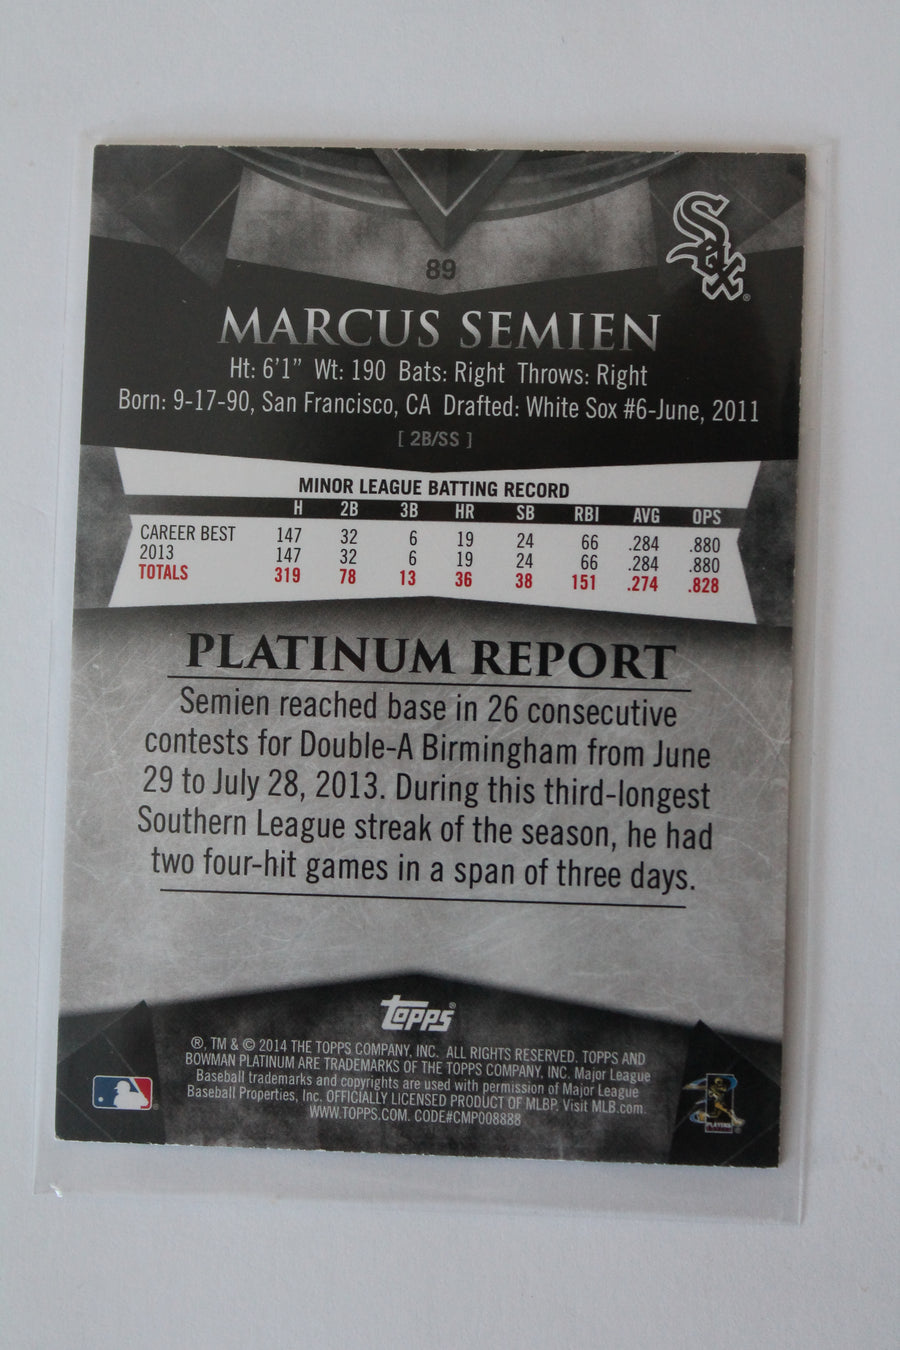 Sox®
89
MARCUS SEMIEN
Ht: 6'1" Wt: 190 Bats: Right Throws: Right
Born: 9-17-90, San Francisco, CA Drafted: White Sox #6-June, 2011
[ 2B/SS ]
MINOR LEAGUE BATTING RECORD
H 2B 3B HR SB RBI AVG OPS
CAREER BEST 147 32 6 19 24 66 .284 .880
2013 147 32 6 19 24 66 .284 .880
TOTALS 319 78 13 36 38 151 .274 .828
PLATINUM REPORT
Semien reached base in 26 consecutive
contests for Double-A Birmingham from June
29 to July 28, 2013. During this third-longest
Southern League streak of the season, he had
two four-hit games in a span of three days.
topps®
®, TM & © 2014 THE TOPPS COMPANY, INC. ALL RIGHTS RESERVED. TOPPS AND
BOWMAN PLATINUM ARE TRADEMARKS OF THE TOPPS COMPANY, INC. Major League
Baseball trademarks and copyrights are used with permission of Major League
Baseball Properties, Inc. OFFICIALLY LICENSED PRODUCT OF MLBP. Visit MLB.com.
WWW.TOPPS.COM. CODE#CMP008888
PLAYERS